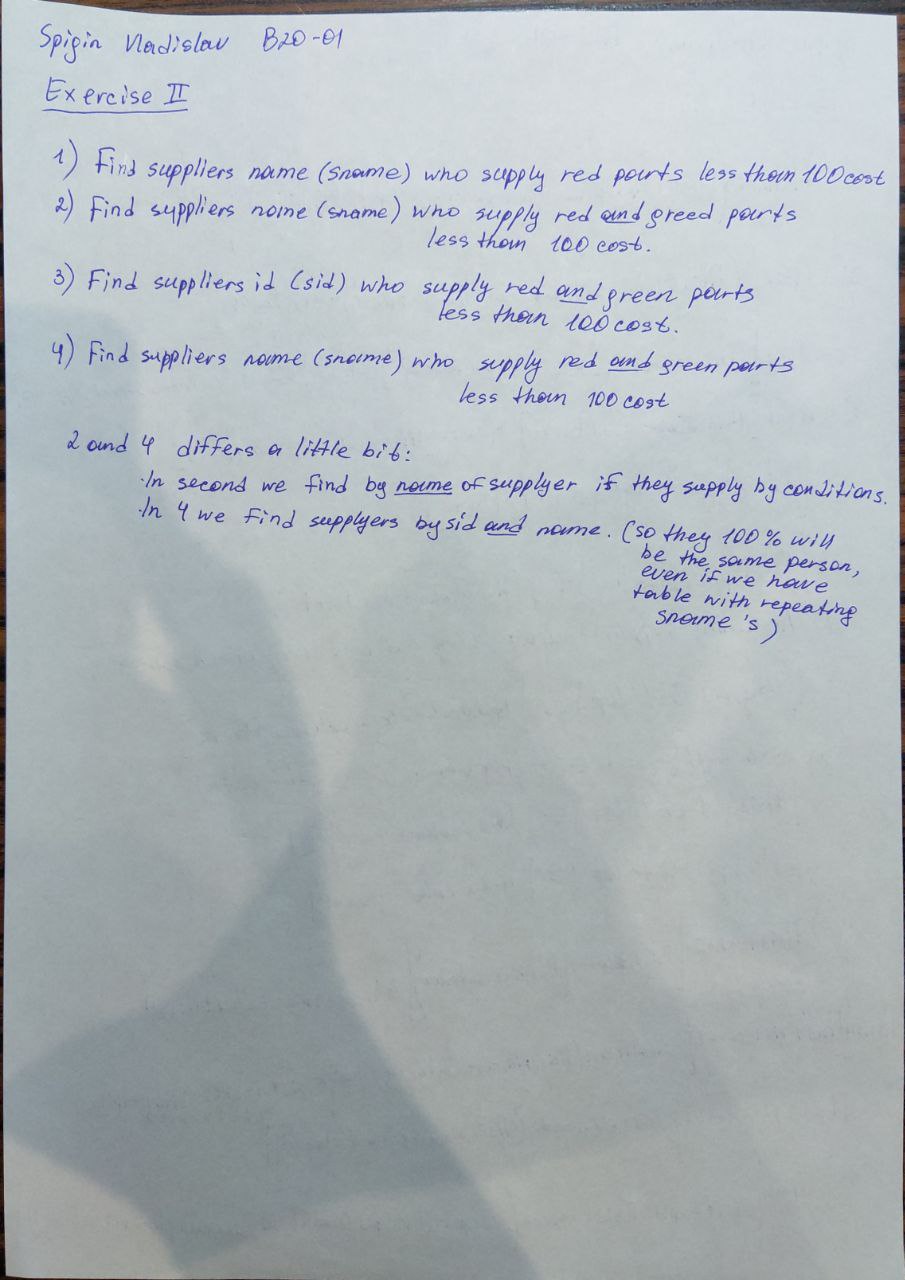 Spigin Vladislav B20-01
Exercise II
1) Find suppliers name (sname) who supply red parts less than 100 cost
2) Find suppliers name (sname) who supply red and greed parts
less than 100 cost.
3) Find suppliers id (sid) who supply red and green parts
less than 100 cost.
4) Find suppliers name (sname) who supply red and green parts
less than 100 cost
2 and 4 differs a little bit:
·In second we find by name of supplyer if they supply by conditions.
·In 4 we find supplyers by sid and name. (so they 100% will
be the same person,
even if we have
table with repeating
sname's)